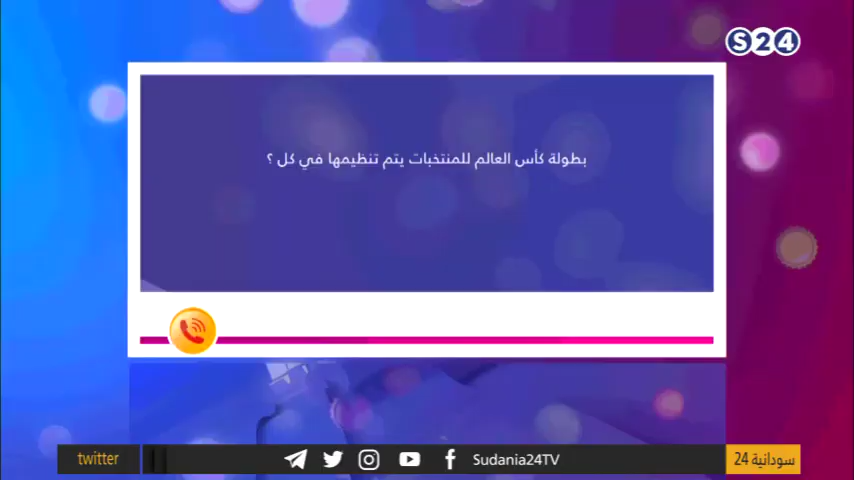 S24
بطولة كأس العالم للمنتخبات يتم تنظيمها في كل ؟
twitter
Sudania24TV
سودانية 24